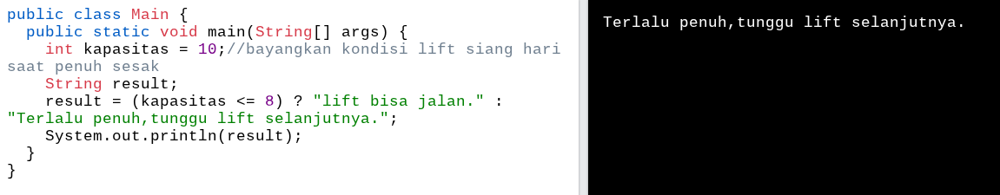 public class Main {
  public static void main(String[] args) {
    int kapasitas = 10;//bayangkan kondisi lift siang hari
saat penuh sesak
    String result;
    result = (kapasitas <= 8) ? "lift bisa jalan." :
"Terlalu penuh,tunggu lift selanjutnya.";
    System.out.println(result);
  }
}
Terlalu penuh,tunggu lift selanjutnya.